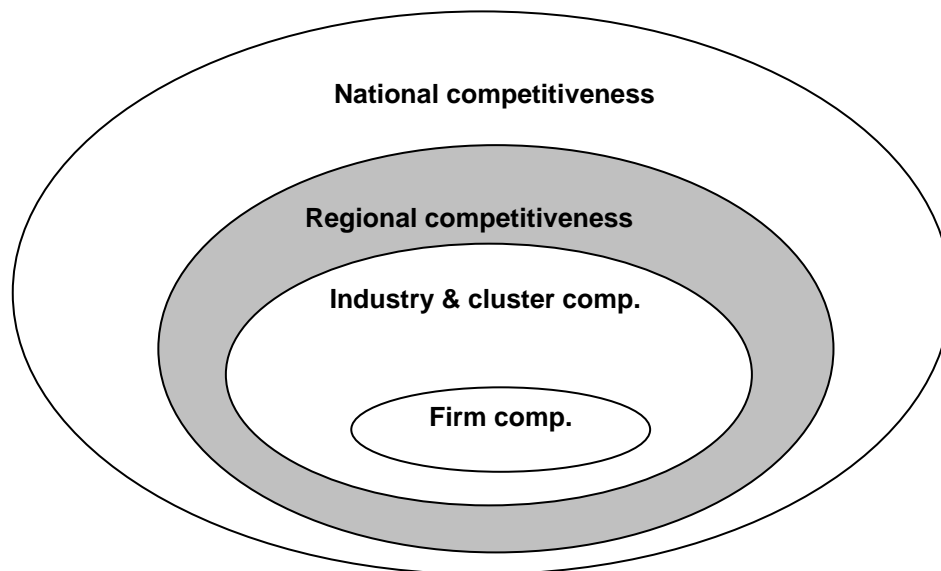 National competitiveness
Regional competitiveness
Industry & cluster comp.
Firm comp.